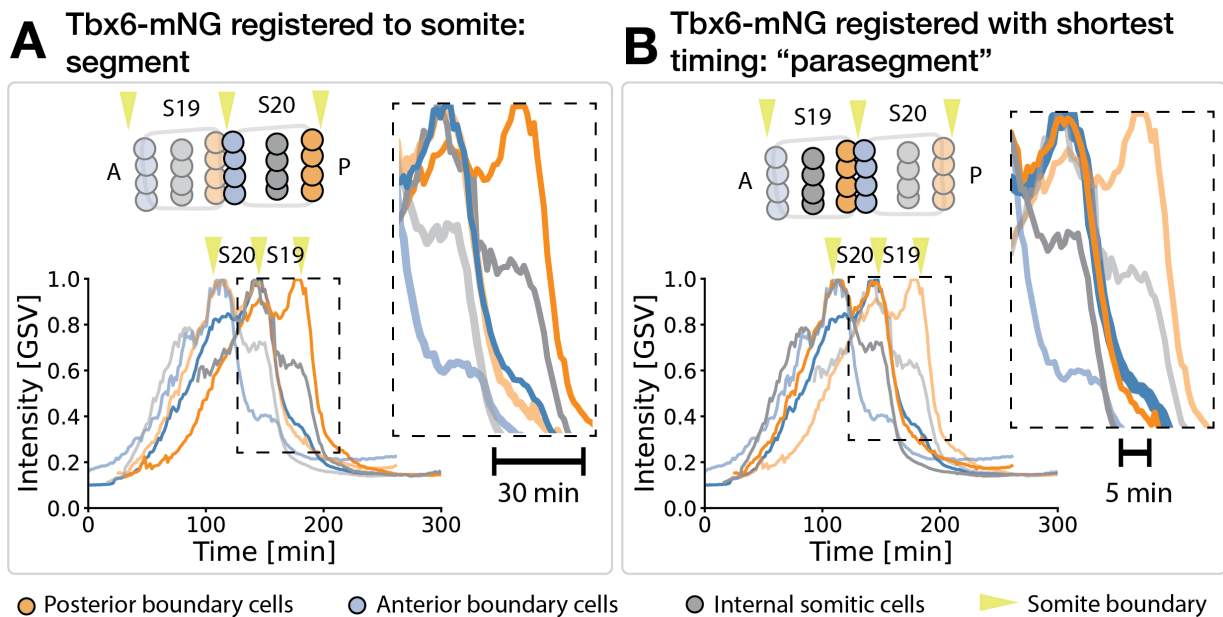 A
Tbx6-mNG registered to somite:
segment
S19
S20
A
P
S20
S19
1.0
0.8
0.6
0.4
0.2
0.0
Intensity [GSV]
0
100
200
300
Time [min]
30 min
B
Tbx6-mNG registered with shortest
timing: “parasegment”
S19
S20
A
P
S20
S19
1.0
0.8
0.6
0.4
0.2
0.0
Intensity [GSV]
0
100
200
300
Time [min]
5 min
Posterior boundary cells
Anterior boundary cells
Internal somitic cells
Somite boundary